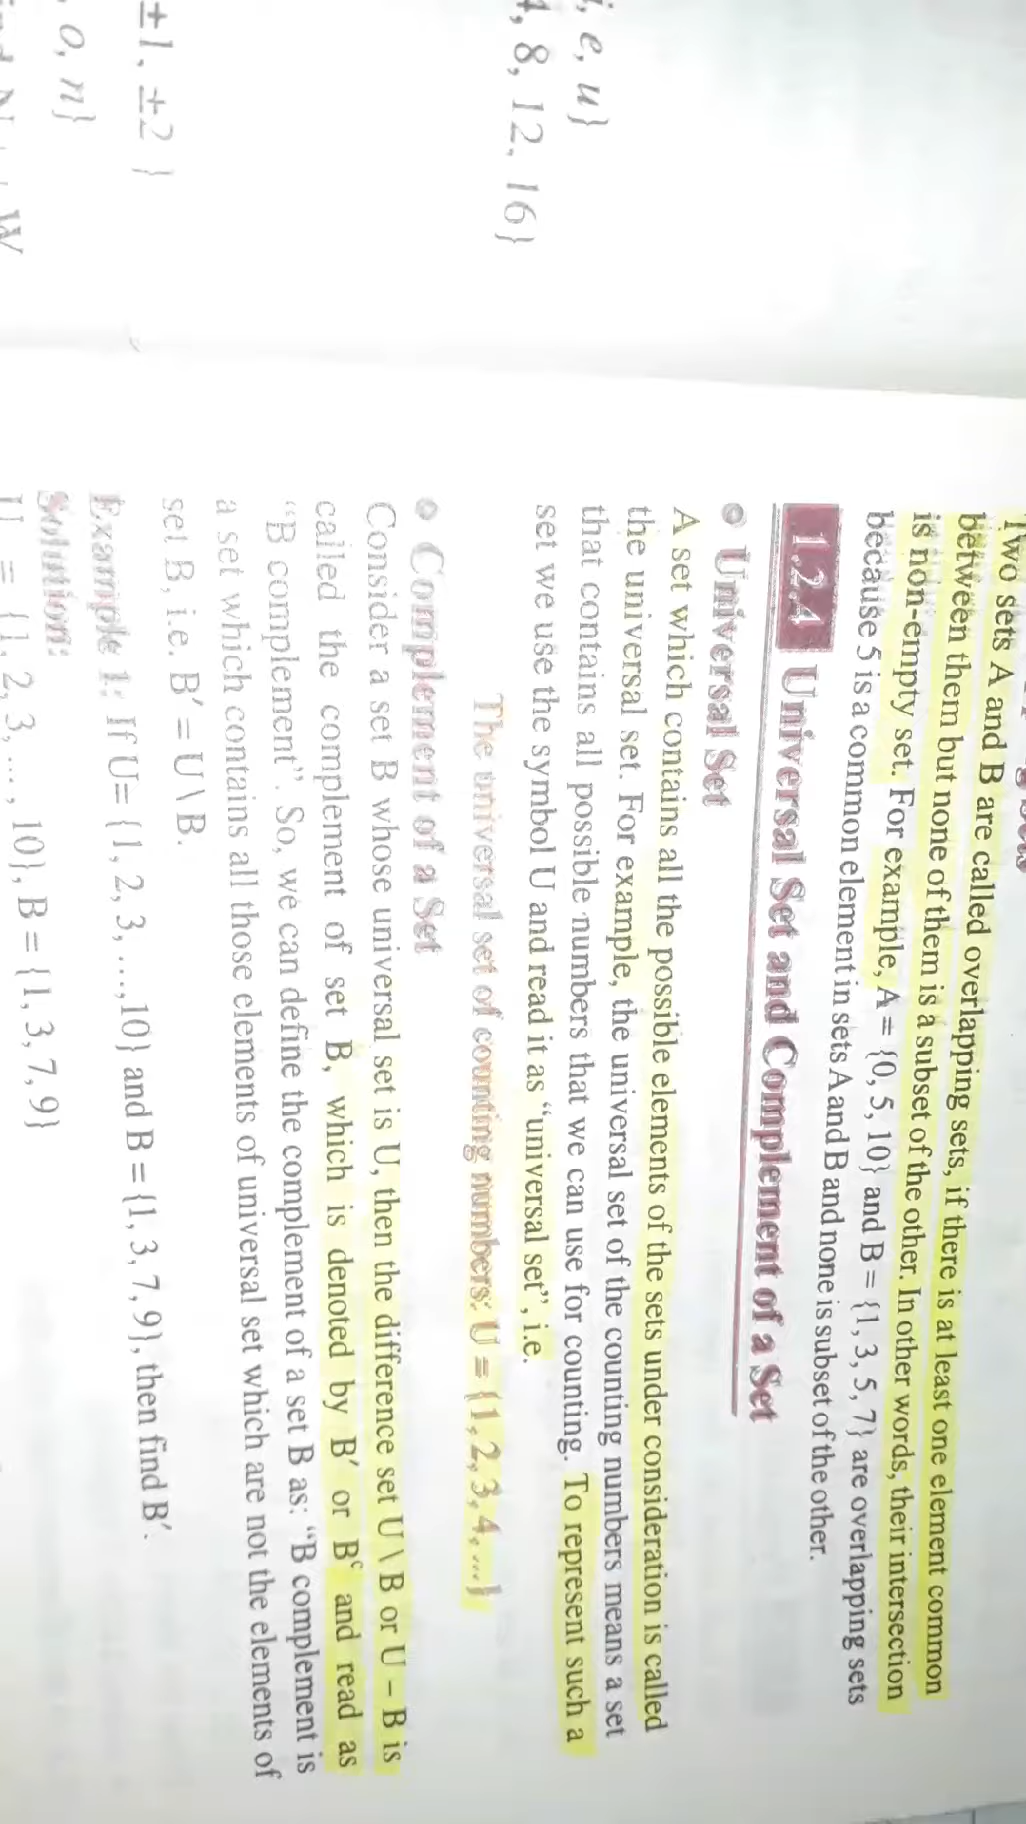 i, e, u}
4, 8, 12, 16}
±1, ±2 }
, o, n}
W
Two sets A and B are called overlapping sets, if there is at least one element common
between them but none of them is a subset of the other. In other words, their intersection
is non-empty set. For example, A = {0, 5, 10} and B = {1, 3, 5, 7} are overlapping sets
because 5 is a common element in sets A and B and none is subset of the other.
1.2.4 Universal Set and Complement of a Set
Universal Set
A set which contains all the possible elements of the sets under consideration is called
the universal set. For example, the universal set of the counting numbers means a set
that contains all possible numbers that we can use for counting. To represent such a
set we use the symbol U and read it as “universal set”, i.e.
The universal set of counting numbers: U = {1, 2, 3, 4, ...}
Complement of a Set
Consider a set B whose universal set is U, then the difference set U \ B or U – B is
called the complement of set B, which is denoted by B′ or Bᶜ and read as
“B complement”. So, we can define the complement of a set B as: “B complement is
a set which contains all those elements of universal set which are not the elements of
set B, i.e. B′ = U \ B.
Example 1: If U= {1, 2, 3, ...., 10} and B = {1, 3, 7, 9}, then find B′.
Solution:
U = {1, 2, 3, ... , 10}, B = {1, 3, 7, 9}